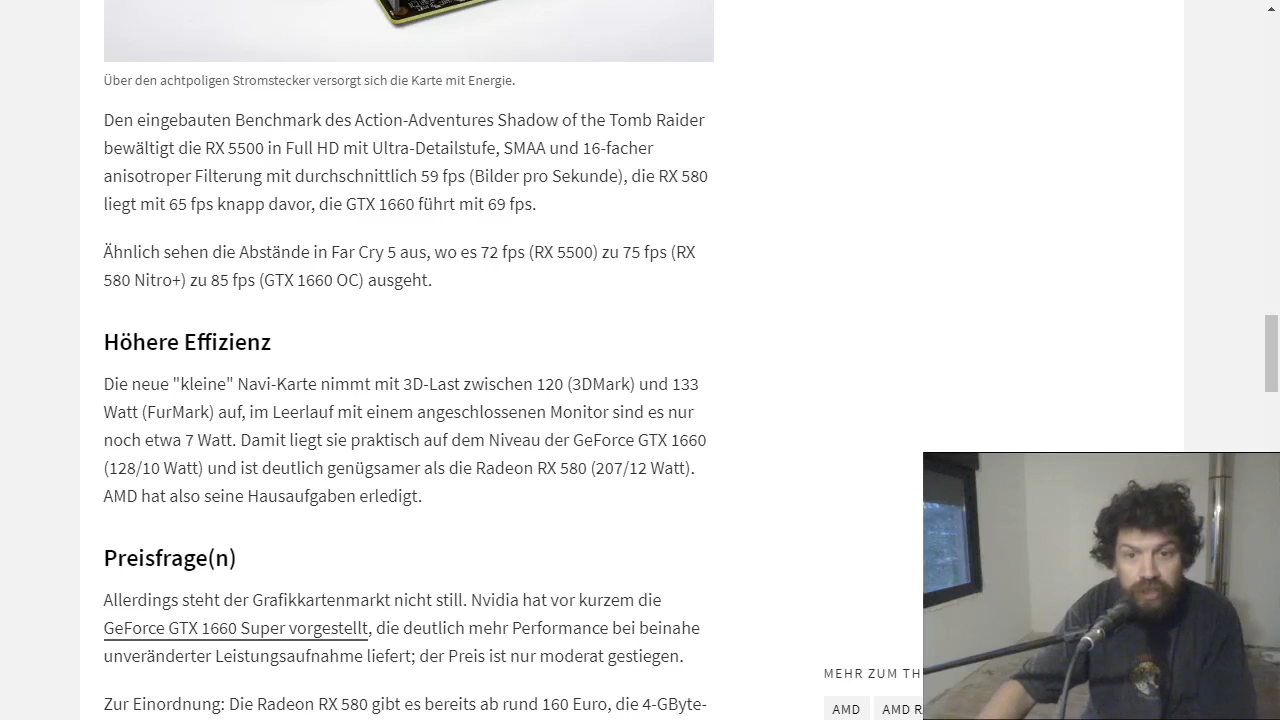 Über den achtpoligen Stromstecker versorgt sich die Karte mit Energie.
Den eingebauten Benchmark des Action-Adventures Shadow of the Tomb Raider
bewältigt die RX 5500 in Full HD mit Ultra-Detailstufe, SMAA und 16-facher
anisotroper Filterung mit durchschnittlich 59 fps (Bilder pro Sekunde), die RX 580
liegt mit 65 fps knapp davor, die GTX 1660 führt mit 69 fps.
Ähnlich sehen die Abstände in Far Cry 5 aus, wo es 72 fps (RX 5500) zu 75 fps (RX
580 Nitro+) zu 85 fps (GTX 1660 OC) ausgeht.
Höhere Effizienz
Die neue "kleine" Navi-Karte nimmt mit 3D-Last zwischen 120 (3DMark) und 133
Watt (FurMark) auf, im Leerlauf mit einem angeschlossenen Monitor sind es nur
noch etwa 7 Watt. Damit liegt sie praktisch auf dem Niveau der GeForce GTX 1660
(128/10 Watt) und ist deutlich genügsamer als die Radeon RX 580 (207/12 Watt).
AMD hat also seine Hausaufgaben erledigt.
Preisfrage(n)
Allerdings steht der Grafikkartenmarkt nicht still. Nvidia hat vor kurzem die
GeForce GTX 1660 Super vorgestellt, die deutlich mehr Performance bei beinahe
unveränderter Leistungsaufnahme liefert; der Preis ist nur moderat gestiegen.
Zur Einordnung: Die Radeon RX 580 gibt es bereits ab rund 160 Euro, die 4-GByte-
MEHR ZUM TH
AMD
AMD R